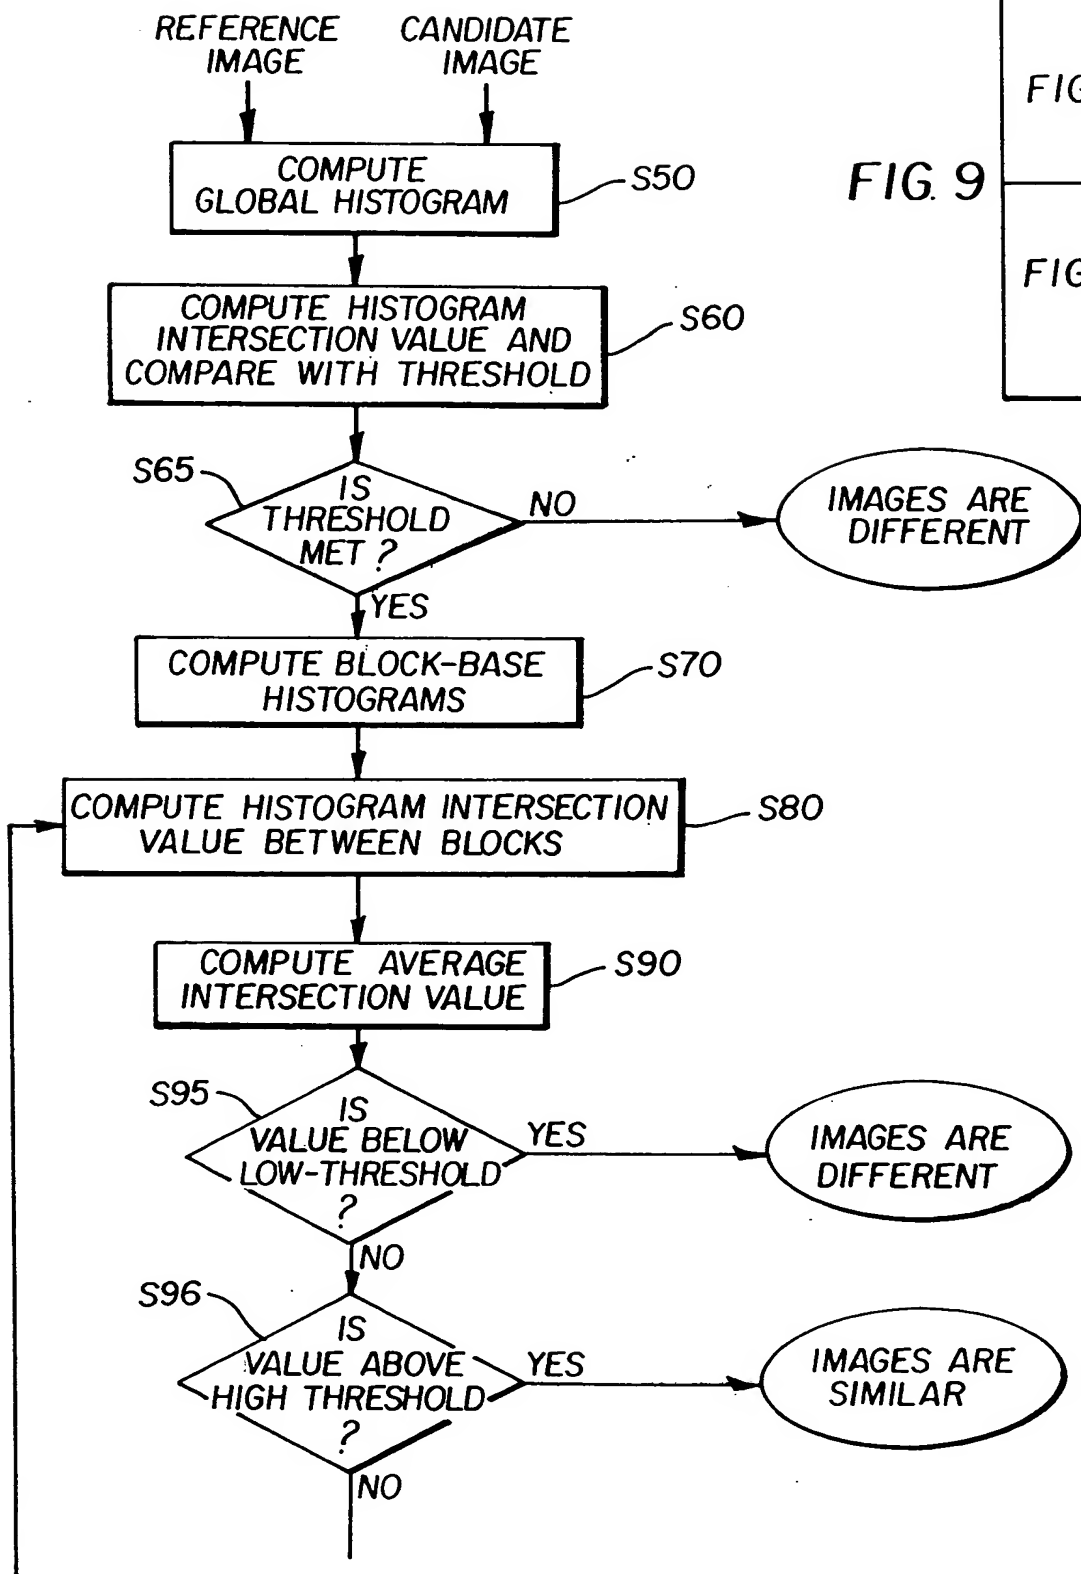 REFERENCE IMAGE
CANDIDATE IMAGE
COMPUTE
GLOBAL HISTOGRAM
S50
FIG. 9
FIG
FIG
COMPUTE HISTOGRAM
INTERSECTION VALUE AND
COMPARE WITH THRESHOLD
S60
S65
IS
THRESHOLD
MET ?
NO
IMAGES ARE
DIFFERENT
YES
COMPUTE BLOCK-BASE
HISTOGRAMS
S70
COMPUTE HISTOGRAM INTERSECTION
VALUE BETWEEN BLOCKS
S80
COMPUTE AVERAGE
INTERSECTION VALUE
S90
S95
IS
VALUE BELOW
LOW-THRESHOLD
?
YES
IMAGES ARE
DIFFERENT
NO
S96
IS
VALUE ABOVE
HIGH THRESHOLD
?
YES
IMAGES ARE
SIMILAR
NO